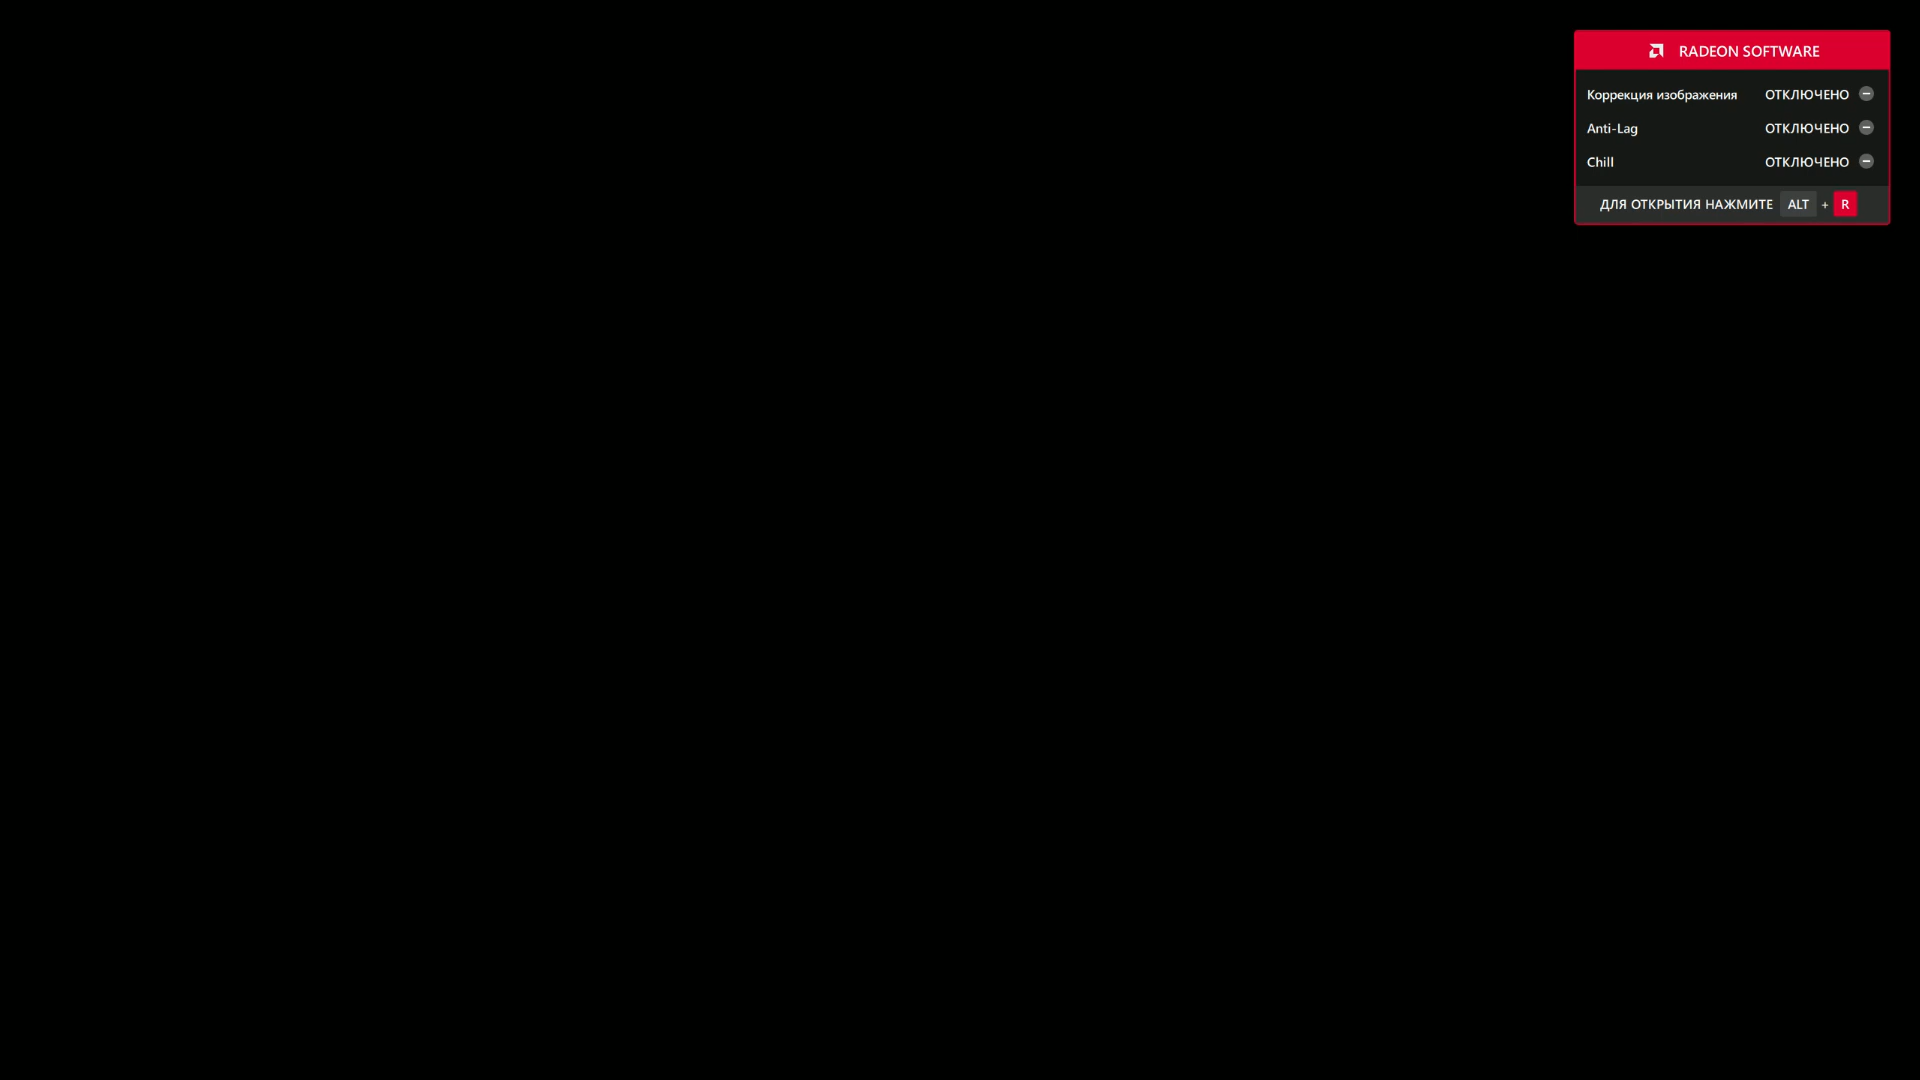 RADEON SOFTWARE
Коррекция изображения ОТКЛЮЧЕНО
Anti-Lag ОТКЛЮЧЕНО
Chill ОТКЛЮЧЕНО
ДЛЯ ОТКРЫТИЯ НАЖМИТЕ ALT + R